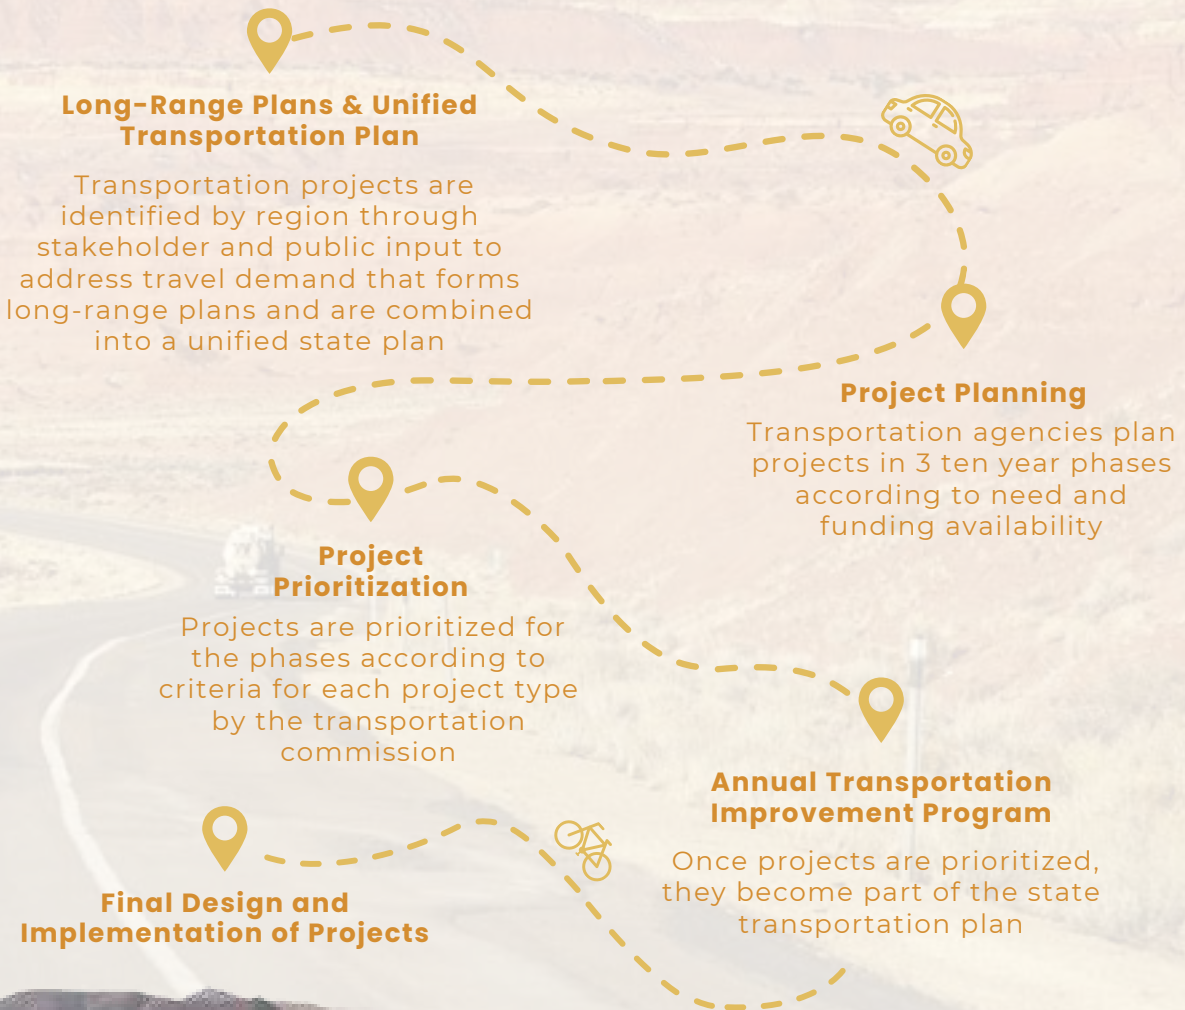 Long-Range Plans & Unified
Transportation Plan
Transportation projects are
identified by region through
stakeholder and public input to
address travel demand that forms
long-range plans and are combined
into a unified state plan
Project Planning
Transportation agencies plan
projects in 3 ten year phases
according to need and
funding availability
Project
Prioritization
Projects are prioritized for
the phases according to
criteria for each project type
by the transportation
commission
Annual Transportation
Improvement Program
Once projects are prioritized,
they become part of the state
transportation plan
Final Design and
Implementation of Projects